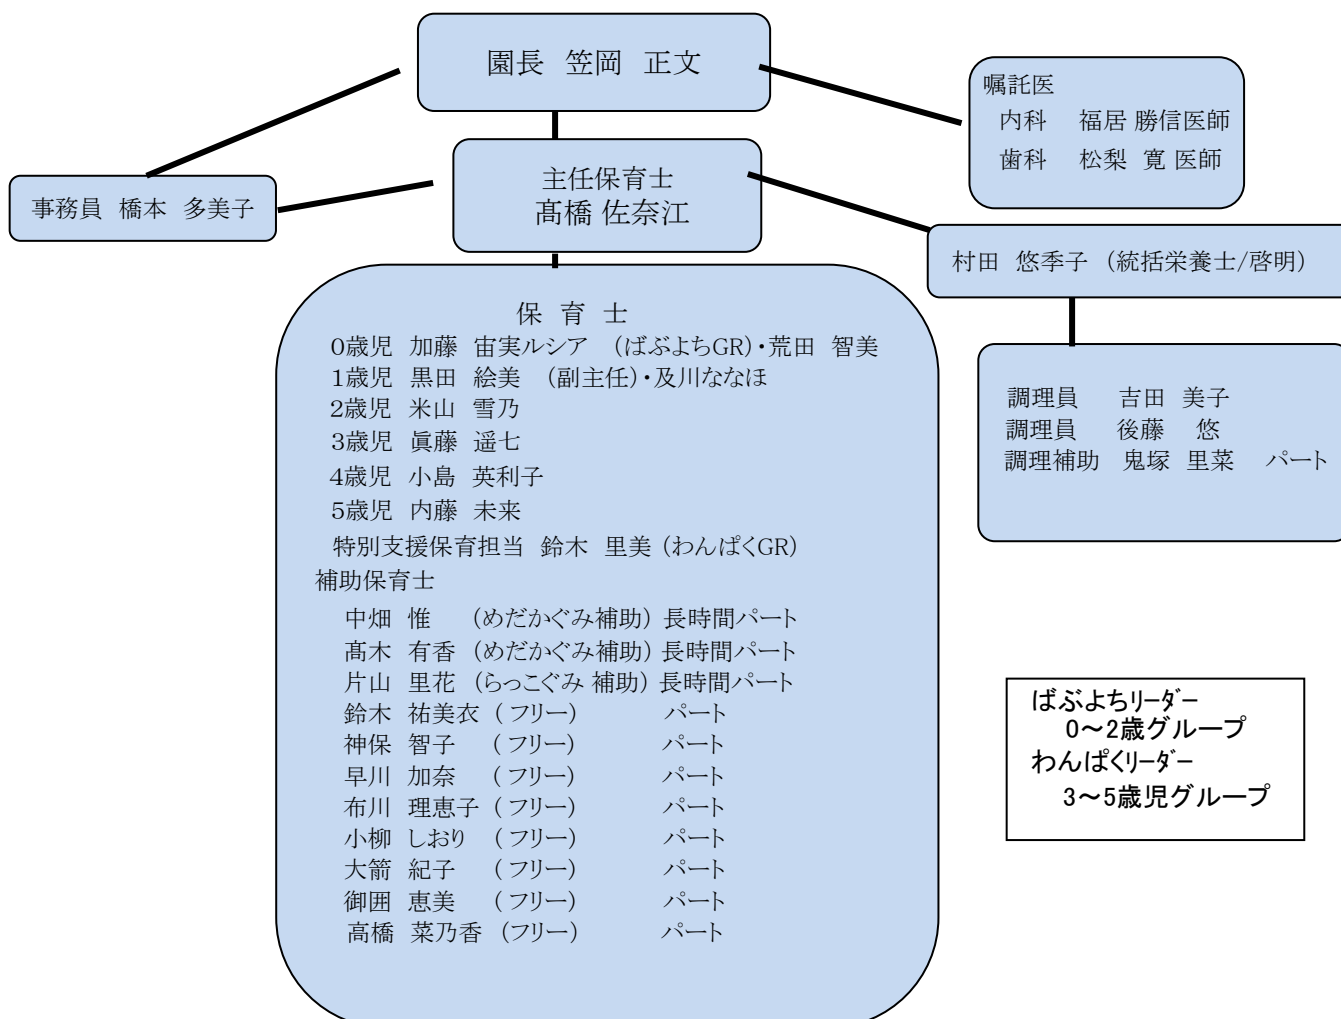 園長 笠岡 正文
嘱託医
内科 福居 勝信医師
歯科 松梨 寛 医師
主任保育士
髙橋 佐奈江
事務員 橋本 多美子
村田 悠季子 (統括栄養士/啓明)
保 育 士
0歳児 加藤 宙実ルシア (ばぶよちGR)・荒田 智美
1歳児 黒田 絵美 (副主任)・及川ななほ
2歳児 米山 雪乃
3歳児 眞藤 遥七
4歳児 小島 英利子
5歳児 内藤 未来
特別支援保育担当 鈴木 里美 (わんぱくGR)
補助保育士
中畑 惟 (めだかぐみ補助) 長時間パート
髙木 有香 (めだかぐみ補助) 長時間パート
片山 里花 (らっこぐみ 補助) 長時間パート
鈴木 祐美衣 ( フリー) パート
神保 智子 ( フリー) パート
早川 加奈 ( フリー) パート
布川 理恵子 ( フリー) パート
小柳 しおり ( フリー) パート
大箭 紀子 ( フリー) パート
御囲 恵美 ( フリー) パート
高橋 菜乃香 (フリー) パート
調理員 吉田 美子
調理員 後藤 悠
調理補助 鬼塚 里菜 パート
ばぶよちリーダー
0～2歳グループ
わんぱくリーダー
3～5歳児グループ